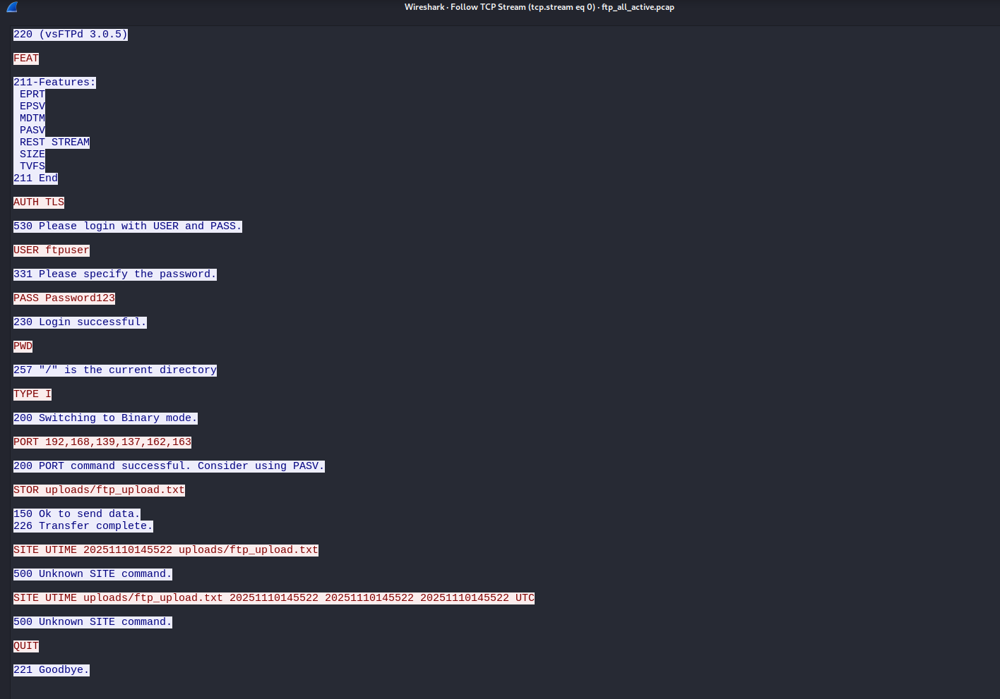 Wireshark · Follow TCP Stream (tcp.stream eq 0) · ftp_all_active.pcap
220 (vsFTPd 3.0.5)
FEAT
211-Features:
 EPRT
 EPSV
 MDTM
 PASV
 REST STREAM
 SIZE
 TVFS
211 End
AUTH TLS
530 Please login with USER and PASS.
USER ftpuser
331 Please specify the password.
PASS Password123
230 Login successful.
PWD
257 "/" is the current directory
TYPE I
200 Switching to Binary mode.
PORT 192,168,139,137,162,163
200 PORT command successful. Consider using PASV.
STOR uploads/ftp_upload.txt
150 Ok to send data.
226 Transfer complete.
SITE UTIME 20251110145522 uploads/ftp_upload.txt
500 Unknown SITE command.
SITE UTIME uploads/ftp_upload.txt 20251110145522 20251110145522 20251110145522 UTC
500 Unknown SITE command.
QUIT
221 Goodbye.